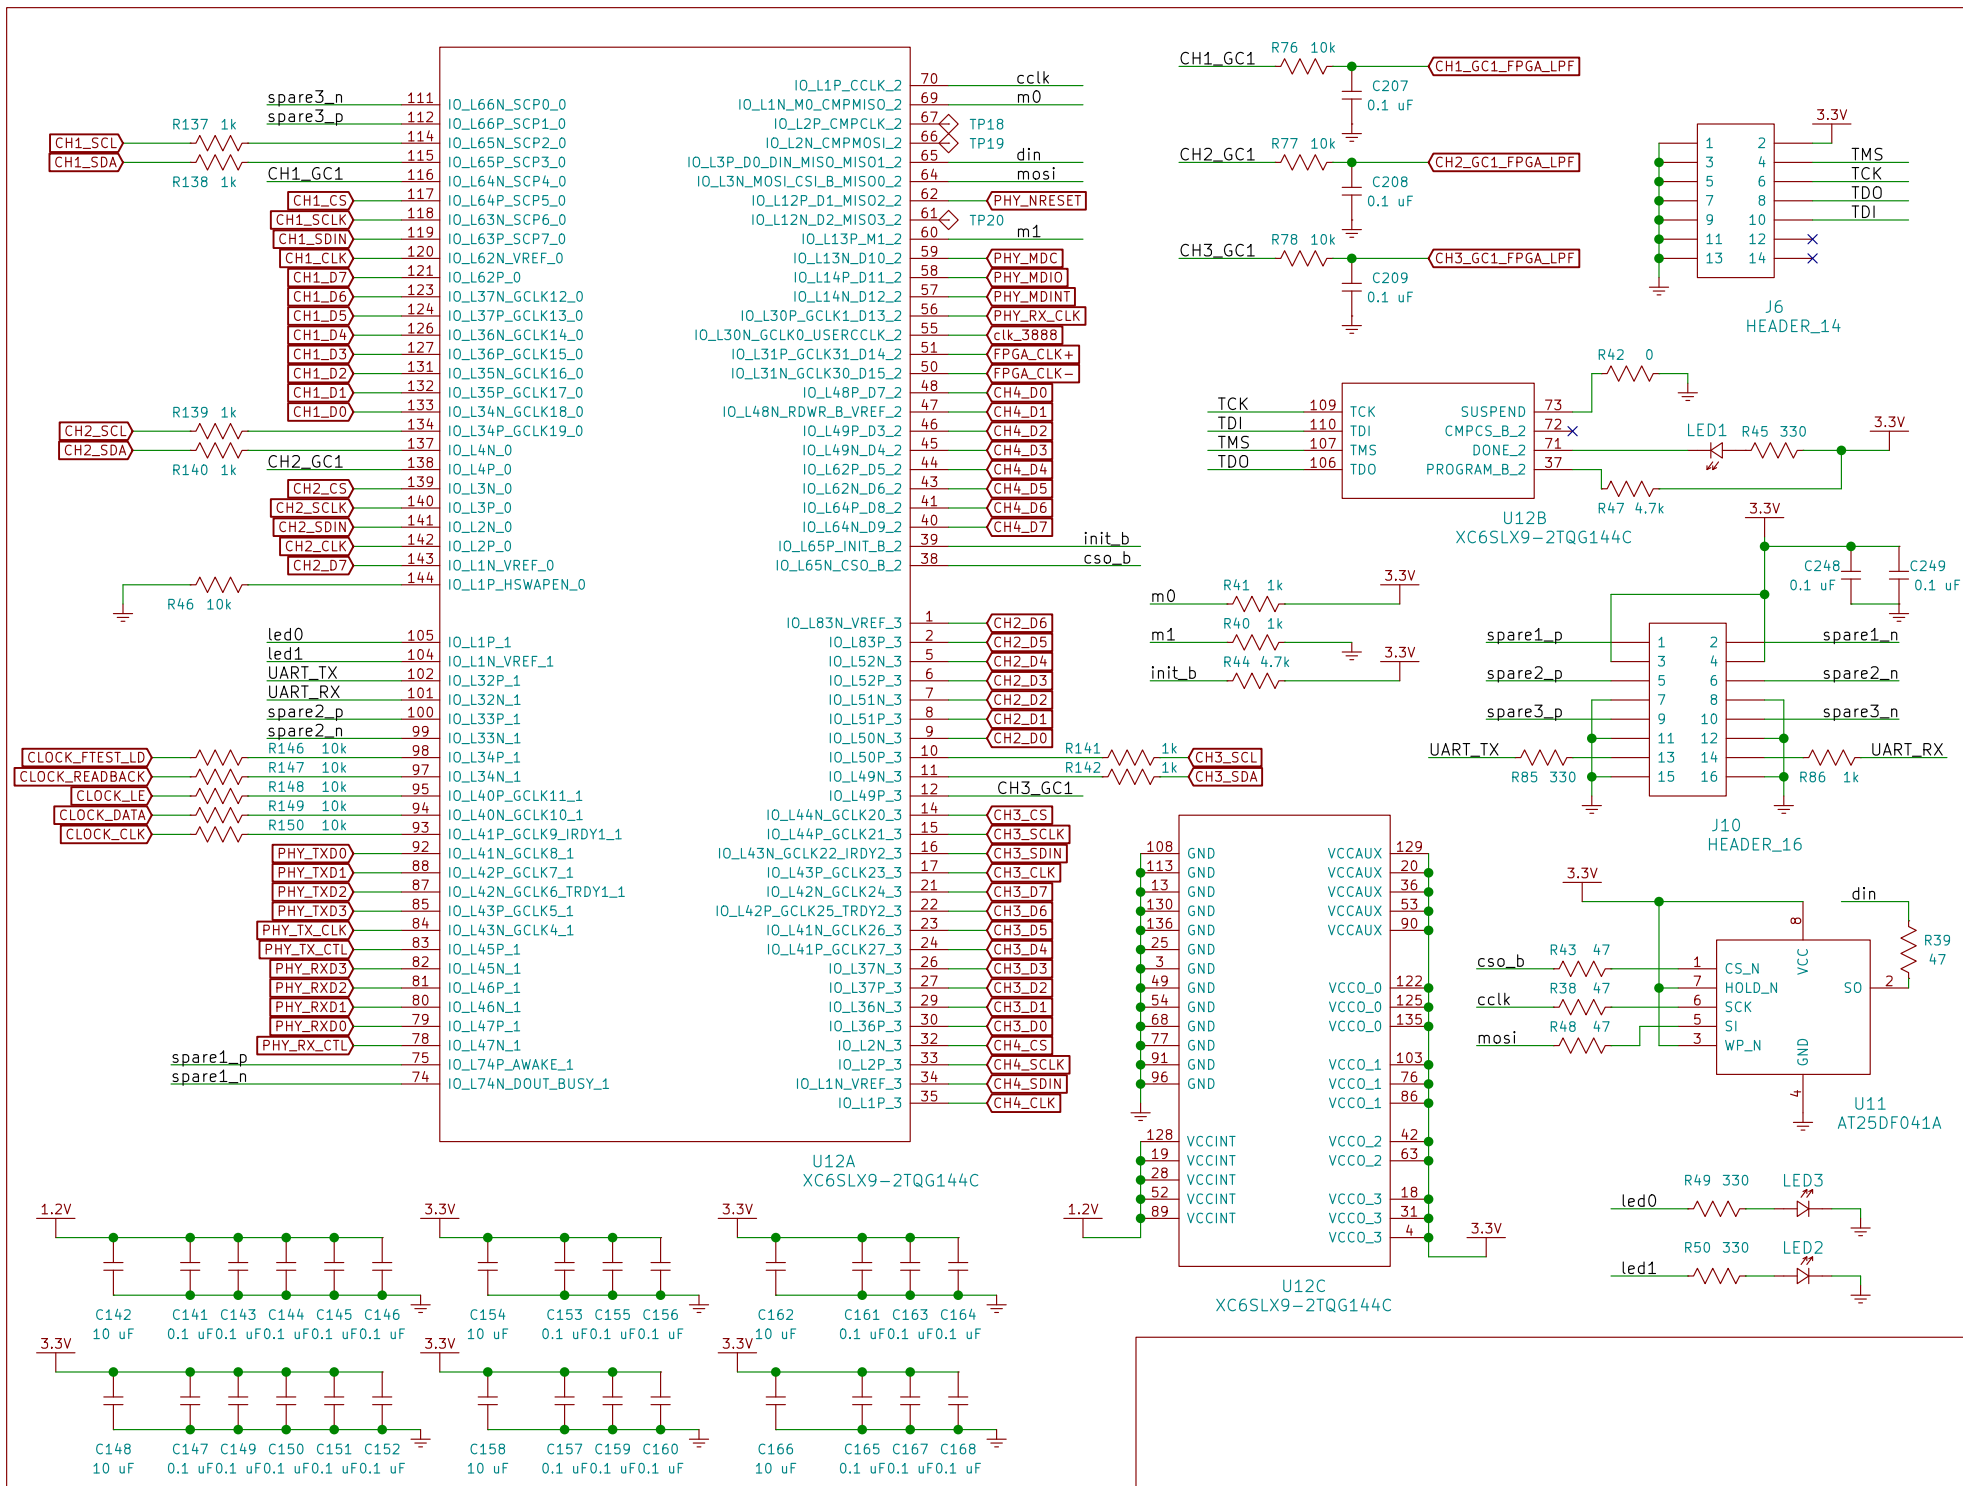 spare3_n 111 IO_L66N_SCP0_0
spare3_p 112 IO_L66P_SCP1_0
R137 1k
CH1_SCL 114 IO_L65N_SCP2_0
CH1_SDA 115 IO_L65P_SCP3_0
R138 1k
CH1_GC1 116 IO_L64N_SCP4_0
CH1_CS 117 IO_L64P_SCP5_0
CH1_SCLK 118 IO_L63N_SCP6_0
CH1_SDIN 119 IO_L63P_SCP7_0
CH1_CLK 120 IO_L62N_VREF_0
CH1_D7 121 IO_L62P_0
CH1_D6 123 IO_L37N_GCLK12_0
CH1_D5 124 IO_L37P_GCLK13_0
CH1_D4 126 IO_L36N_GCLK14_0
CH1_D3 127 IO_L36P_GCLK15_0
CH1_D2 131 IO_L35N_GCLK16_0
CH1_D1 132 IO_L35P_GCLK17_0
CH1_D0 133 IO_L34N_GCLK18_0
R139 1k
CH2_SCL 134 IO_L34P_GCLK19_0
CH2_SDA 137 IO_L4N_0
R140 1k
CH2_GC1 138 IO_L4P_0
CH2_CS 139 IO_L3N_0
CH2_SCLK 140 IO_L3P_0
CH2_SDIN 141 IO_L2N_0
CH2_CLK 142 IO_L2P_0
CH2_D7 143 IO_L1N_VREF_0
144 IO_L1P_HSWAPEN_0
R46 10k
led0 105 IO_L1P_1
led1 104 IO_L1N_VREF_1
UART_TX 102 IO_L32P_1
UART_RX 101 IO_L32N_1
spare2_p 100 IO_L33P_1
spare2_n 99 IO_L33N_1
CLOCK_FTEST_LD R146 10k 98 IO_L34P_1
CLOCK_READBACK R147 10k 97 IO_L34N_1
CLOCK_LE R148 10k 95 IO_L40P_GCLK11_1
CLOCK_DATA R149 10k 94 IO_L40N_GCLK10_1
CLOCK_CLK R150 10k 93 IO_L41P_GCLK9_IRDY1_1
PHY_TXD0 92 IO_L41N_GCLK8_1
PHY_TXD1 88 IO_L42P_GCLK7_1
PHY_TXD2 87 IO_L42N_GCLK6_TRDY1_1
PHY_TXD3 85 IO_L43P_GCLK5_1
PHY_TX_CLK 84 IO_L43N_GCLK4_1
PHY_TX_CTL 83 IO_L45P_1
PHY_RXD3 82 IO_L45N_1
PHY_RXD2 81 IO_L46P_1
PHY_RXD1 80 IO_L46N_1
PHY_RXD0 79 IO_L47P_1
PHY_RX_CTL 78 IO_L47N_1
spare1_p 75 IO_L74P_AWAKE_1
spare1_n 74 IO_L74N_DOUT_BUSY_1
IO_L1P_CCLK_2 70 cclk
IO_L1N_M0_CMPMISO_2 69 m0
IO_L2P_CMPCLK_2 67 TP18
IO_L2N_CMPMOSI_2 66 TP19
IO_L3P_D0_DIN_MISO_MISO1_2 65 din
IO_L3N_MOSI_CSI_B_MISO0_2 64 mosi
IO_L12P_D1_MISO2_2 62 PHY_NRESET
IO_L12N_D2_MISO3_2 61 TP20
IO_L13P_M1_2 60 m1
IO_L13N_D10_2 59 PHY_MDC
IO_L14P_D11_2 58 PHY_MDIO
IO_L14N_D12_2 57 PHY_MDINT
IO_L30P_GCLK1_D13_2 56 PHY_RX_CLK
IO_L30N_GCLK0_USERCCLK_2 55 clk_3888
IO_L31P_GCLK31_D14_2 51 FPGA_CLK+
IO_L31N_GCLK30_D15_2 50 FPGA_CLK-
IO_L48P_D7_2 48 CH4_D0
IO_L48N_RDWR_B_VREF_2 47 CH4_D1
IO_L49P_D3_2 46 CH4_D2
IO_L49N_D4_2 45 CH4_D3
IO_L62P_D5_2 44 CH4_D4
IO_L62N_D6_2 43 CH4_D5
IO_L64P_D8_2 41 CH4_D6
IO_L64N_D9_2 40 CH4_D7
IO_L65P_INIT_B_2 39 init_b
IO_L65N_CSO_B_2 38 cso_b
IO_L83N_VREF_3 1 CH2_D6
IO_L83P_3 2 CH2_D5
IO_L52N_3 5 CH2_D4
IO_L52P_3 6 CH2_D3
IO_L51N_3 7 CH2_D2
IO_L51P_3 8 CH2_D1
IO_L50N_3 9 CH2_D0
IO_L50P_3 10 R141 1k CH3_SCL
IO_L49N_3 11 R142 1k CH3_SDA
IO_L49P_3 12 CH3_GC1
IO_L44N_GCLK20_3 14 CH3_CS
IO_L44P_GCLK21_3 15 CH3_SCLK
IO_L43N_GCLK22_IRDY2_3 16 CH3_SDIN
IO_L43P_GCLK23_3 17 CH3_CLK
IO_L42N_GCLK24_3 21 CH3_D7
IO_L42P_GCLK25_TRDY2_3 22 CH3_D6
IO_L41N_GCLK26_3 23 CH3_D5
IO_L41P_GCLK27_3 24 CH3_D4
IO_L37N_3 26 CH3_D3
IO_L37P_3 27 CH3_D2
IO_L36N_3 29 CH3_D1
IO_L36P_3 30 CH3_D0
IO_L2N_3 32 CH4_CS
IO_L2P_3 33 CH4_SCLK
IO_L1N_VREF_3 34 CH4_SDIN
IO_L1P_3 35 CH4_CLK
U12A
XC6SLX9-2TQG144C
CH1_GC1 R76 10k CH1_GC1_FPGA_LPF
C207
0.1 uF
CH2_GC1 R77 10k CH2_GC1_FPGA_LPF
C208
0.1 uF
CH3_GC1 R78 10k CH3_GC1_FPGA_LPF
C209
0.1 uF
3.3V
1 2
3 4 TMS
5 6 TCK
7 8 TDO
9 10 TDI
11 12
13 14
J6
HEADER_14
R42 0
TCK 109 TCK SUSPEND 73
TDI 110 TDI CMPCS_B_2 72
TMS 107 TMS DONE_2 71 LED1 R45 330 3.3V
TDO 106 TDO PROGRAM_B_2 37
R47 4.7k
U12B
XC6SLX9-2TQG144C
m0 R41 1k 3.3V
m1 R40 1k
init_b R44 4.7k 3.3V
3.3V
C248
0.1 uF
C249
0.1 uF
spare1_p 1 2 spare1_n
3 4
spare2_p 5 6 spare2_n
7 8
spare3_p 9 10 spare3_n
11 12
UART_TX R85 330 13 14 R86 1k UART_RX
15 16
J10
HEADER_16
108 GND VCCAUX 129
113 GND VCCAUX 20
13 GND VCCAUX 36
130 GND VCCAUX 53
136 GND VCCAUX 90
25 GND
3 GND
49 GND VCCO_0 122
54 GND VCCO_0 125
68 GND VCCO_0 135
77 GND
91 GND VCCO_1 103
96 GND VCCO_1 76
VCCO_1 86
128 VCCINT VCCO_2 42
19 VCCINT VCCO_2 63
28 VCCINT
52 VCCINT VCCO_3 18
89 VCCINT VCCO_3 31
VCCO_3 4
1.2V
3.3V
U12C
XC6SLX9-2TQG144C
3.3V
din
R39
47
8
VCC
cso_b R43 47 1 CS_N
7 HOLD_N SO 2
cclk R38 47 6 SCK
5 SI
mosi R48 47 3 WP_N
GND
4
U11
AT25DF041A
led0 R49 330 LED3
led1 R50 330 LED2
1.2V
C142 C141 C143 C144 C145 C146
10 uF 0.1 uF 0.1 uF 0.1 uF 0.1 uF 0.1 uF
3.3V
C154 C153 C155 C156
10 uF 0.1 uF 0.1 uF 0.1 uF
3.3V
C162 C161 C163 C164
10 uF 0.1 uF 0.1 uF 0.1 uF
3.3V
C148 C147 C149 C150 C151 C152
10 uF 0.1 uF 0.1 uF 0.1 uF 0.1 uF 0.1 uF
3.3V
C158 C157 C159 C160
10 uF 0.1 uF 0.1 uF 0.1 uF
3.3V
C166 C165 C167 C168
10 uF 0.1 uF 0.1 uF 0.1 uF